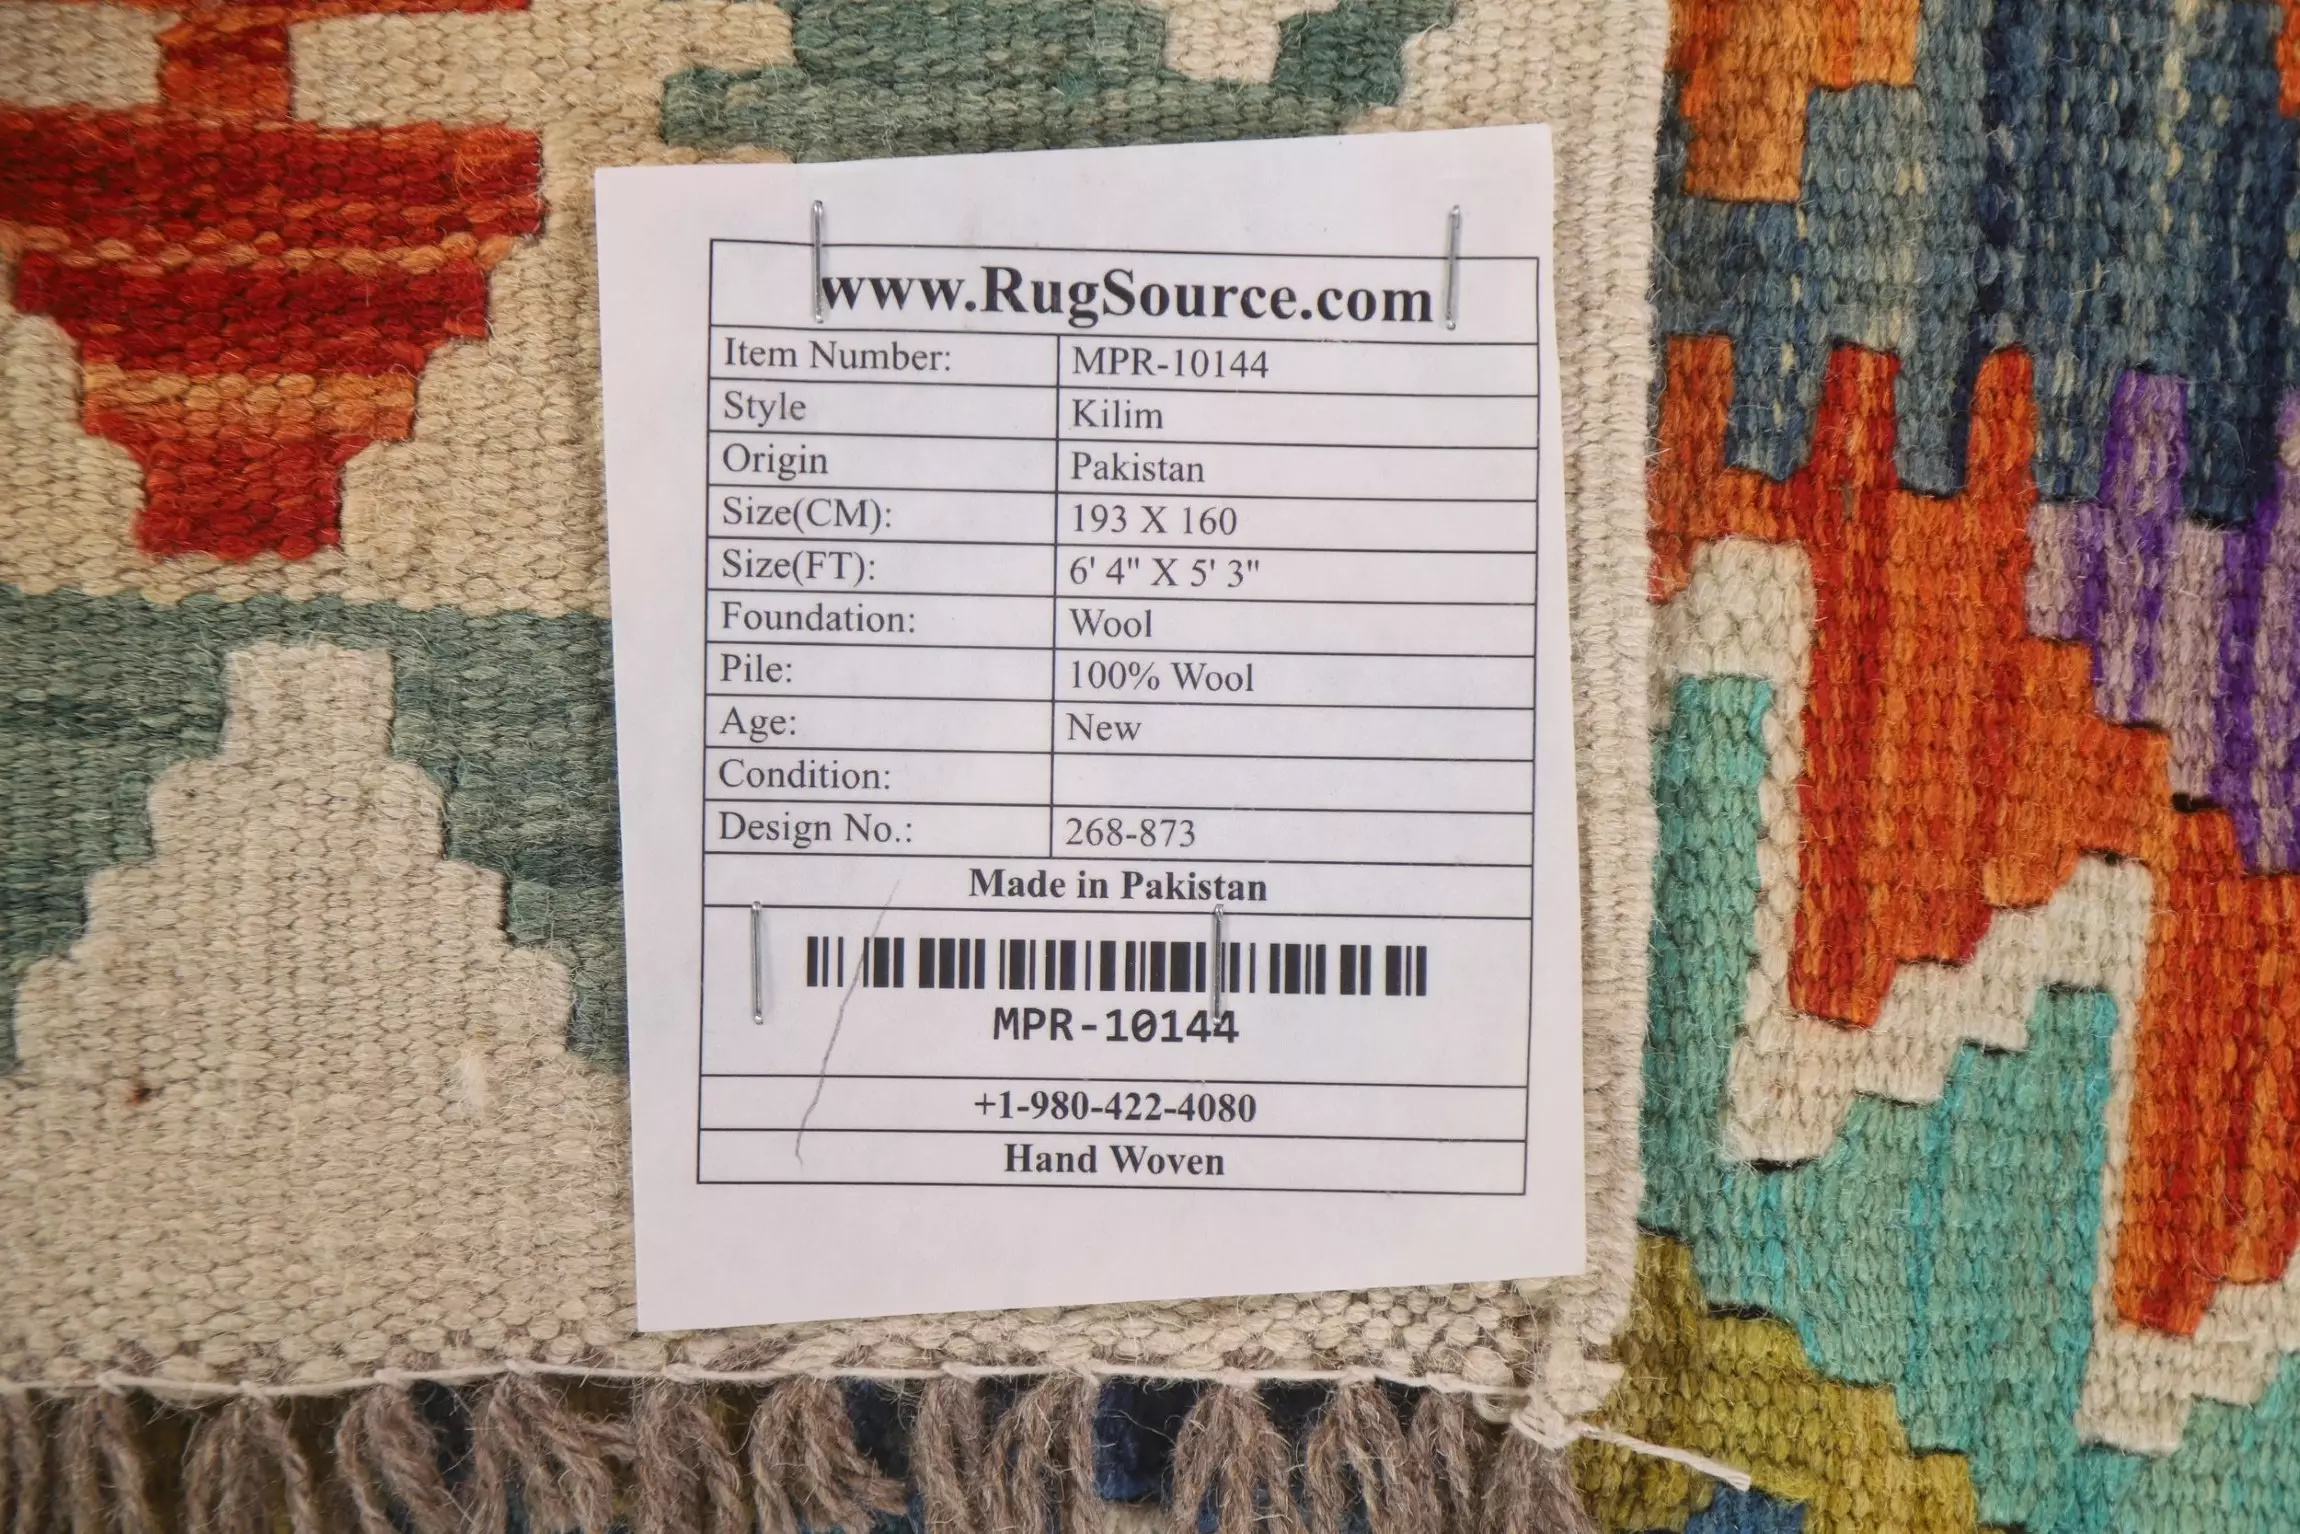 www.RugSource.com
Item Number: MPR-10144
Style Kilim
Origin Pakistan
Size(CM): 193 X 160
Size(FT): 6' 4" X 5' 3"
Foundation: Wool
Pile: 100% Wool
Age: New
Condition:
Design No.: 268-873
Made in Pakistan
MPR-10144
+1-980-422-4080
Hand Woven